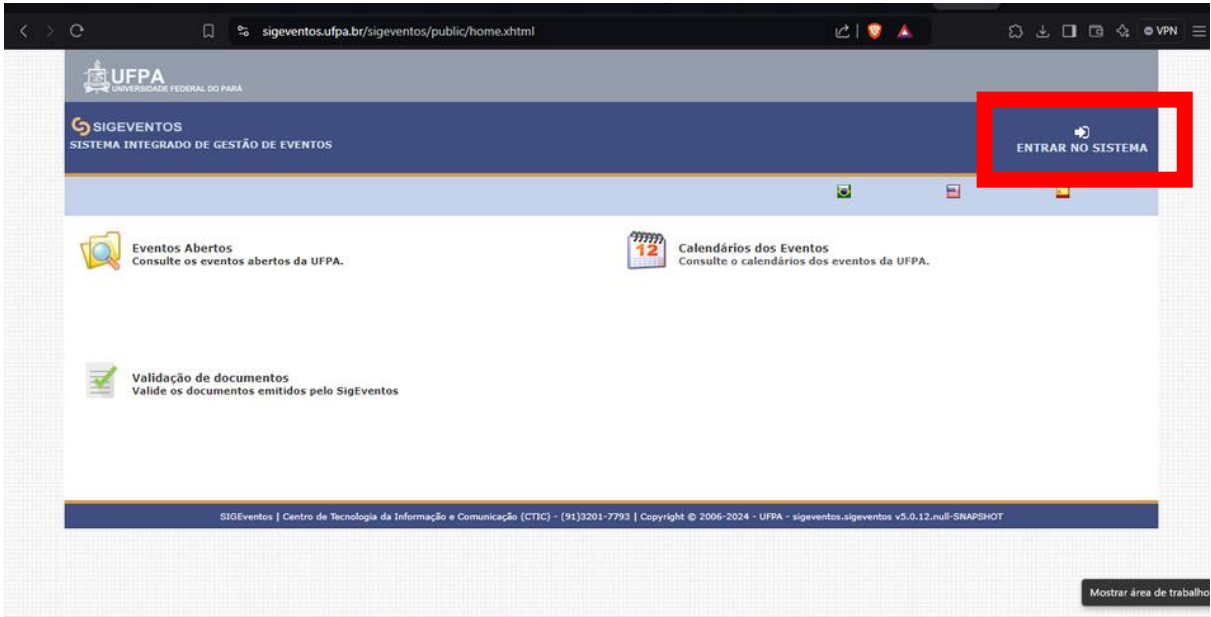 sigeventos.ufpa.br/sigeventos/public/home.xhtml
VPN
UFPA
UNIVERSIDADE FEDERAL DO PARÁ
SIGEVENTOS
SISTEMA INTEGRADO DE GESTÃO DE EVENTOS
ENTRAR NO SISTEMA
Eventos Abertos
Consulte os eventos abertos da UFPA.
12
Calendários dos Eventos
Consulte o calendários dos eventos da UFPA.
Validação de documentos
Valide os documentos emitidos pelo SigEventos
SIGEventos | Centro de Tecnologia da Informação e Comunicação (CTIC) - (91)3201-7793 | Copyright © 2006-2024 - UFPA - sigeventos.sigeventos v5.0.12.null-SNAPSHOT
Mostrar área de trabalho